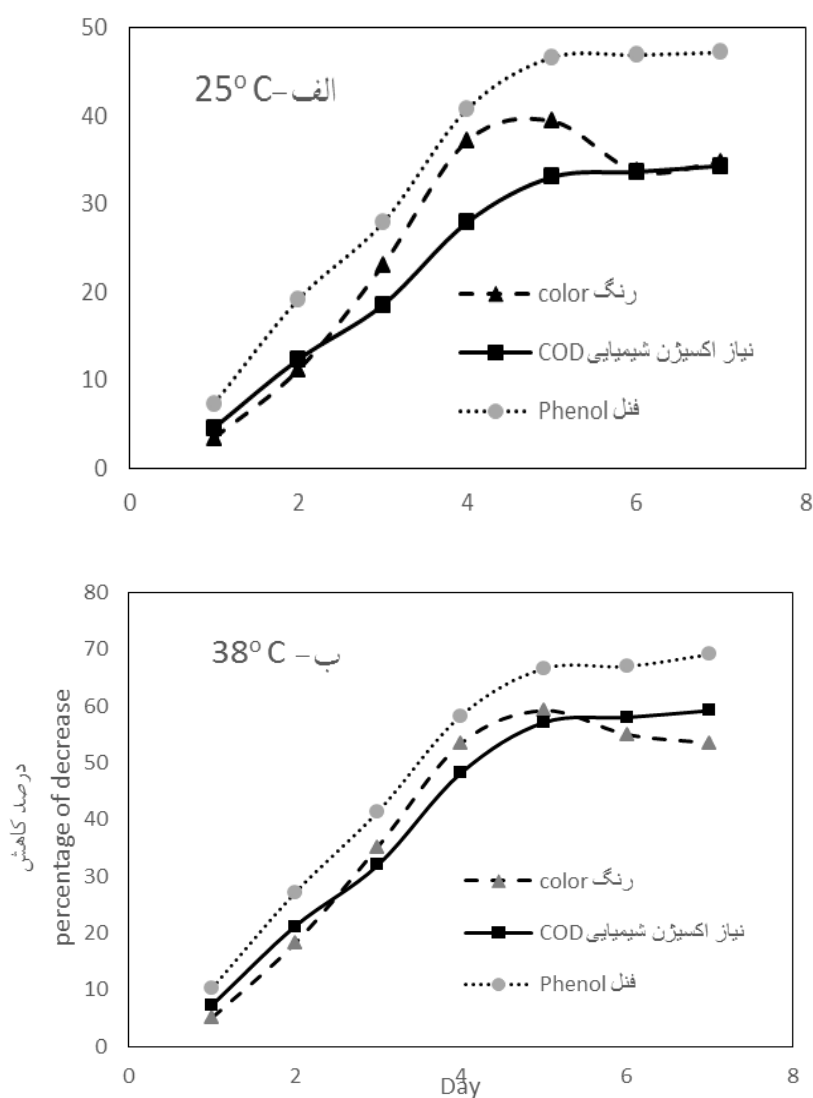 50
40
30
20
10
0
0 2 4 6 8
الف – 25° C
رنگ color
نیاز اکسیژن شیمیایی COD
فنل Phenol
80
70
60
50
40
30
20
10
0
0 2 4 6 8
ب – 38° C
رنگ color
نیاز اکسیژن شیمیایی COD
فنل Phenol
درصد کاهش
percentage of decrease
Day